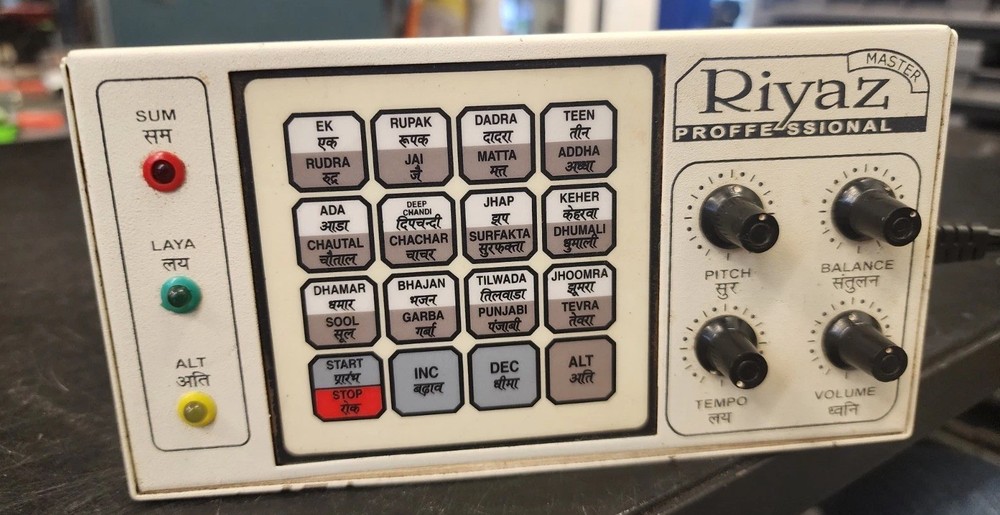 SUM
सम
LAYA
लय
ALT
अति
EK
एक
RUDRA
रुद्र
RUPAK
रूपक
JAI
जै
DADRA
दादरा
MATTA
मत
TEEN
तीन
ADDHA
अध्धा
ADA
आडा
CHAUTAL
चौताल
DEEP
CHANDI
दिपचन्दी
CHACHAR
चाचर
JHAP
झप
SURFAKTA
सुरफक्ता
KEHER
केहरवा
DHUMALI
धुमाली
DHAMAR
धमार
SOOL
सूल
BHAJAN
भजन
GARBA
गर्बा
TILWADA
तिलवाडा
PUNJABI
पंजाबी
JHOOMRA
झूमरा
TEVRA
तेवरा
START
प्रारंभ
STOP
रोक
INC
बढ़ाव
DEC
धीमा
ALT
अति
MASTER
Riyaz
PROFFESSIONAL
PITCH
सुर
BALANCE
संतुलन
TEMPO
लय
VOLUME
ध्वनि